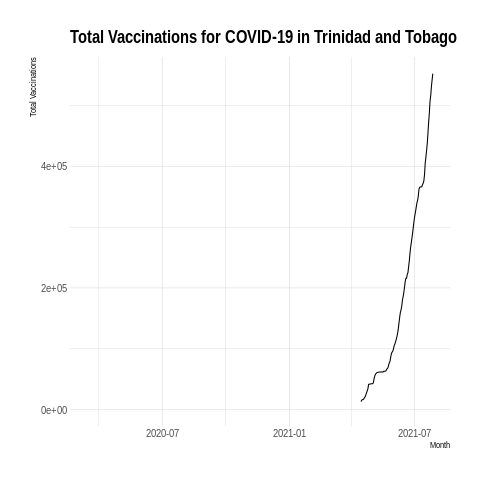 Total Vaccinations for COVID-19 in Trinidad and Tobago
Total Vaccinations
4e+05
2e+05
0e+00
2020-07
2021-01
2021-07
Month